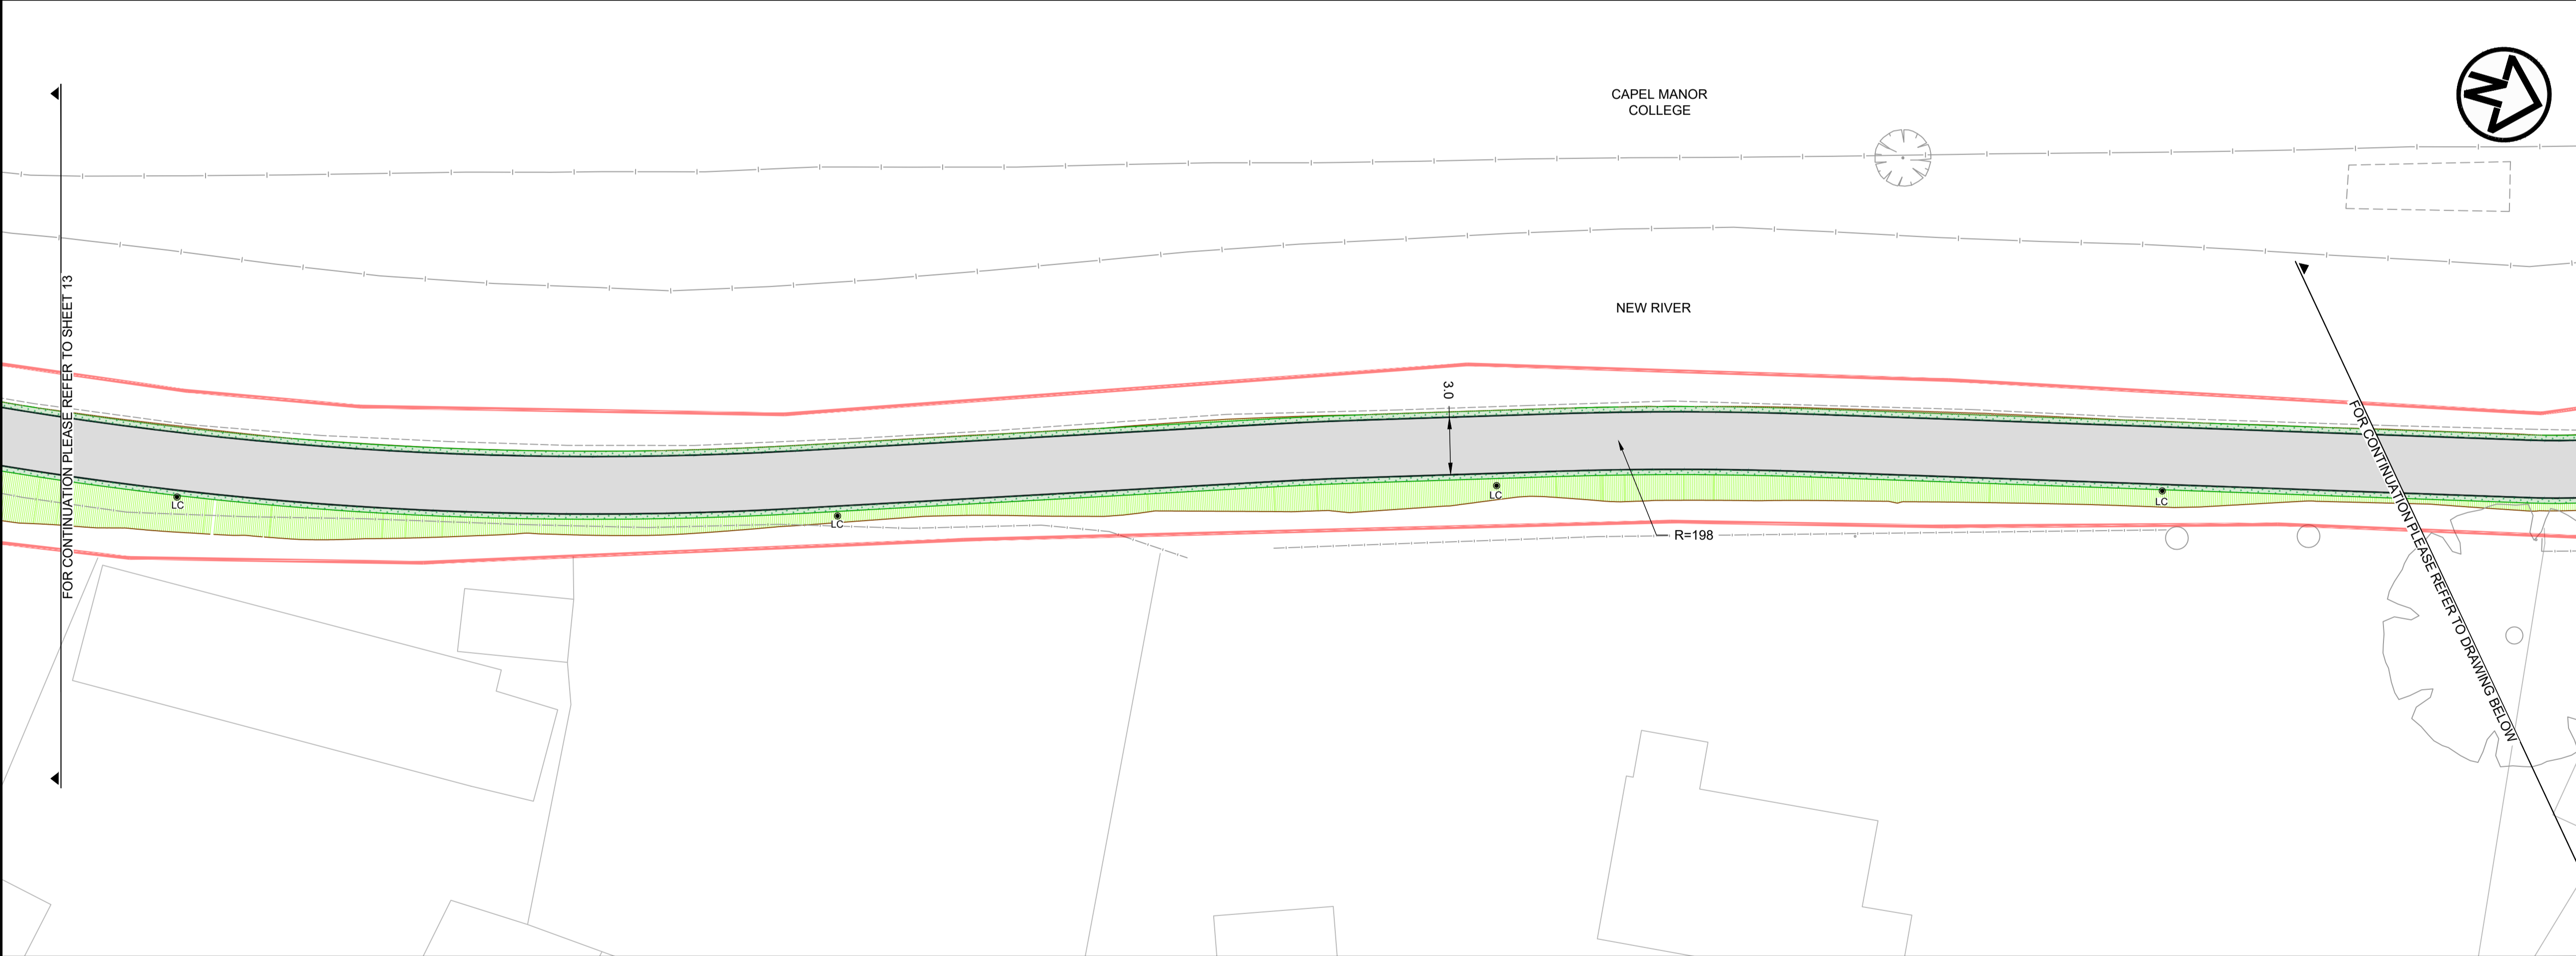 CAPEL MANOR
COLLEGE
N
FOR CONTINUATION PLEASE REFER TO SHEET 13
NEW RIVER
3.0
LC
LC
LC
LC
R=198
FOR CONTINUATION PLEASE REFER TO DRAWING BELOW